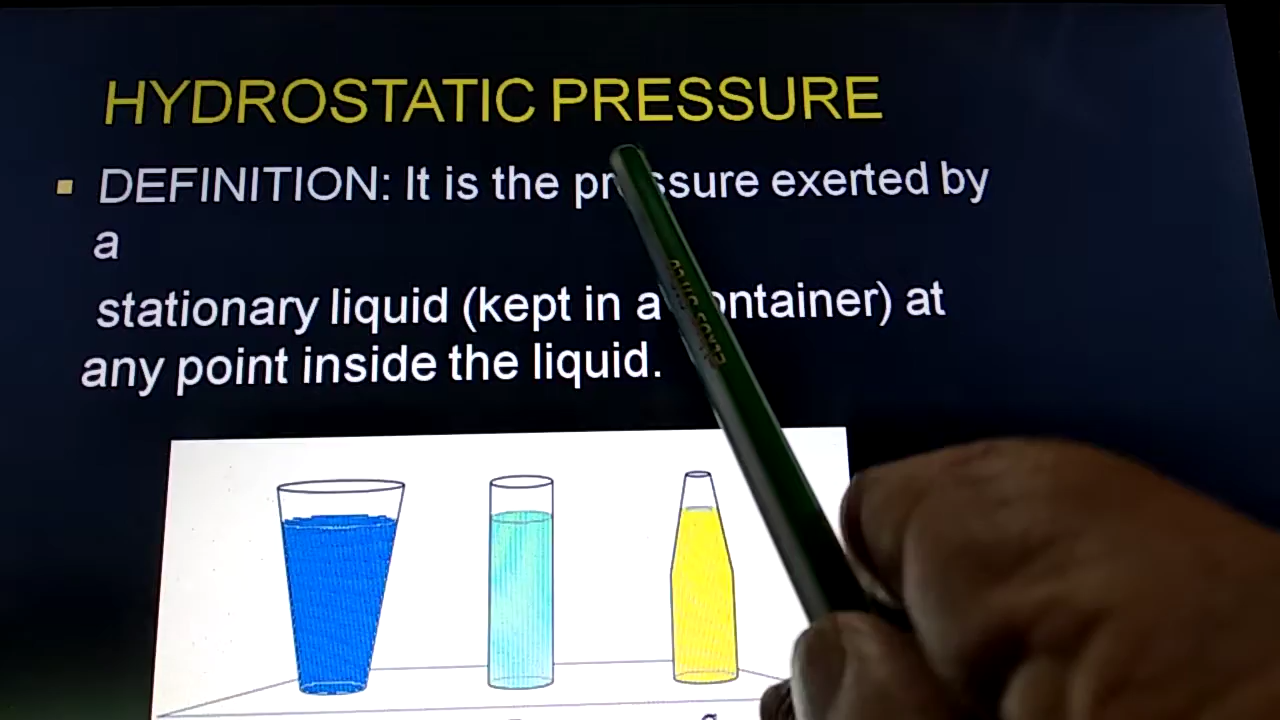 HYDROSTATIC PRESSURE
DEFINITION: It is the pressure exerted by
a
stationary liquid (kept in a container) at
any point inside the liquid.